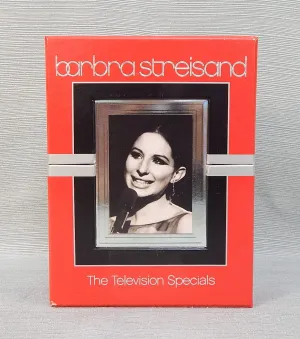 barbra streisand
The Television Specials